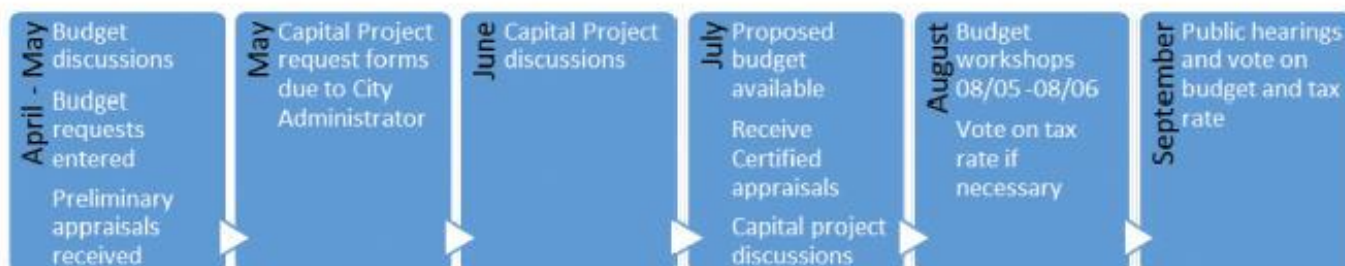 April - May
Budget
discussions
Budget
requests
entered
Preliminary
appraisals
received
May
Capital Project
request forms
due to City
Administrator
June
Capital Project
discussions
July
Proposed
budget
available
Receive
Certified
appraisals
Capital project
discussions
August
Budget
workshops
08/05 -08/06
Vote on tax
rate if
necessary
September
Public hearings
and vote on
budget and tax
rate